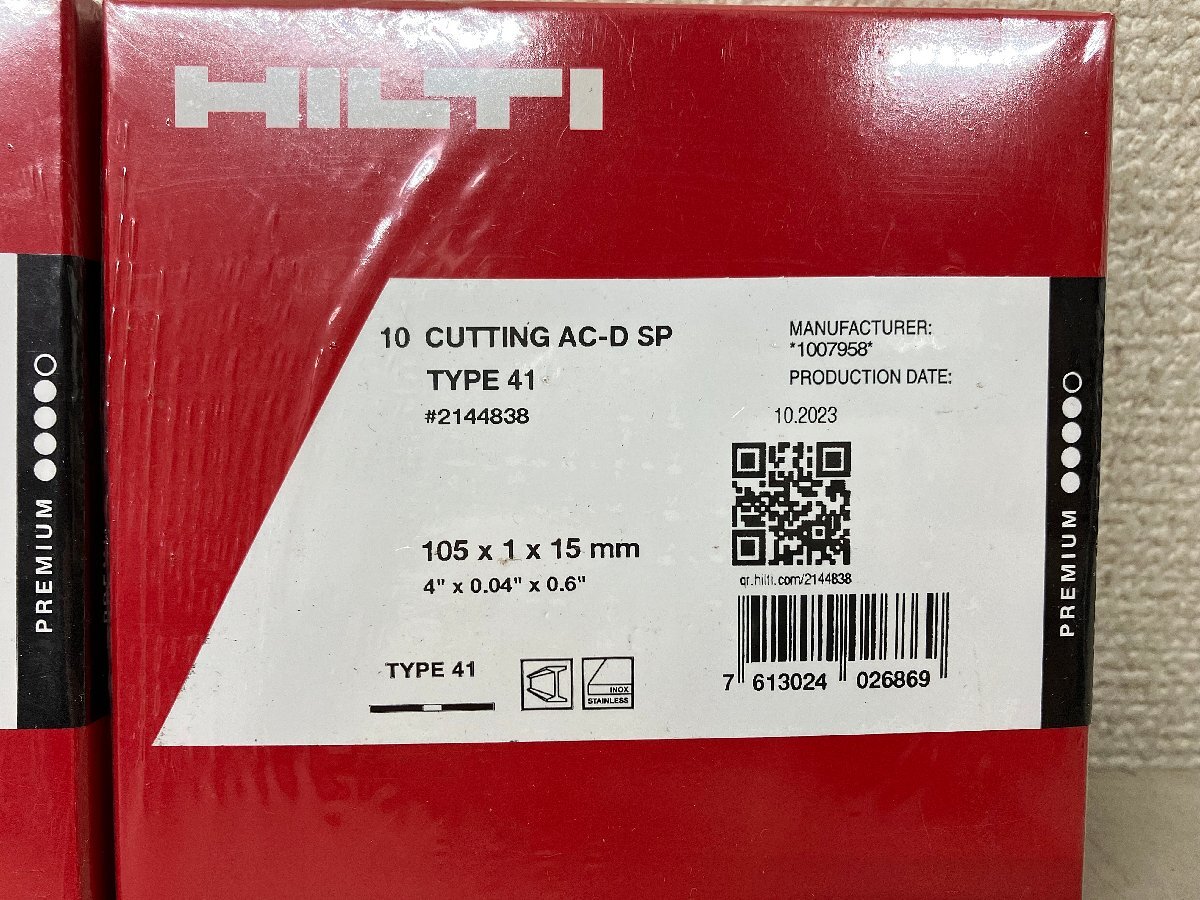 HILTI
10 CUTTING AC-D SP
TYPE 41
#2144838
105 x 1 x 15 mm
4" x 0.04" x 0.6"
TYPE 41
INOX
STAINLESS
MANUFACTURER:
*1007958*
PRODUCTION DATE:
10.2023
qr.hilti.com/2144838
7 613024 026869
PREMIUM
PREMIUM